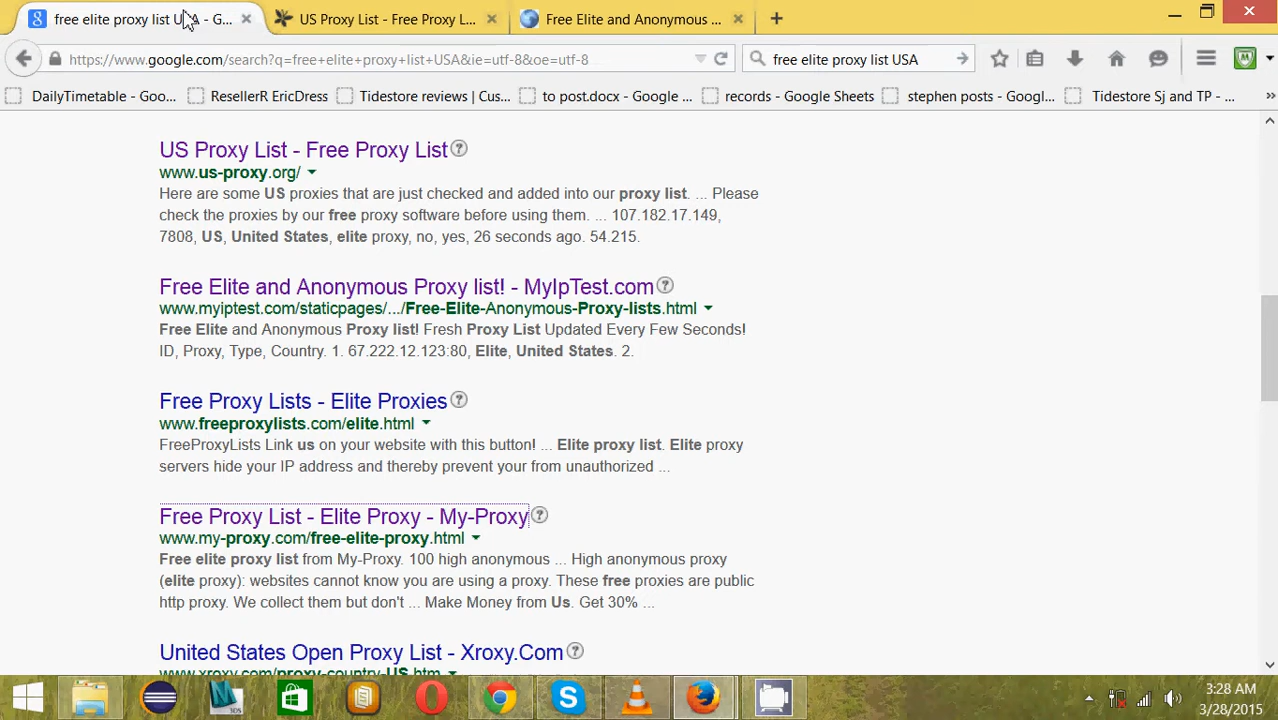 free elite proxy list USA - G...
US Proxy List - Free Proxy L...
Free Elite and Anonymous ...
https://www.google.com/search?q=free+elite+proxy+list+USA&ie=utf-8&oe=utf-8
free elite proxy list USA
DailyTimetable - Goo...
ResellerR EricDress
Tidestore reviews | Cus...
to post.docx - Google ...
records - Google Sheets
stephen posts - Googl...
Tidestore Sj and TP - ...
US Proxy List - Free Proxy List
www.us-proxy.org/
Here are some US proxies that are just checked and added into our proxy list. ... Please
check the proxies by our free proxy software before using them. ... 107.182.17.149,
7808, US, United States, elite proxy, no, yes, 26 seconds ago. 54.215.
Free Elite and Anonymous Proxy list! - MyIpTest.com
www.myiptest.com/staticpages/.../Free-Elite-Anonymous-Proxy-lists.html
Free Elite and Anonymous Proxy list! Fresh Proxy List Updated Every Few Seconds!
ID, Proxy, Type, Country. 1. 67.222.12.123:80, Elite, United States. 2.
Free Proxy Lists - Elite Proxies
www.freeproxylists.com/elite.html
FreeProxyLists Link us on your website with this button! ... Elite proxy list. Elite proxy
servers hide your IP address and thereby prevent your from unauthorized ...
Free Proxy List - Elite Proxy - My-Proxy
www.my-proxy.com/free-elite-proxy.html
Free elite proxy list from My-Proxy. 100 high anonymous ... High anonymous proxy
(elite proxy): websites cannot know you are using a proxy. These free proxies are public
http proxy. We collect them but don't ... Make Money from Us. Get 30% ...
United States Open Proxy List - Xroxy.Com
www.xroxy.com/proxy-country-US.htm
3:28 AM
3/28/2015